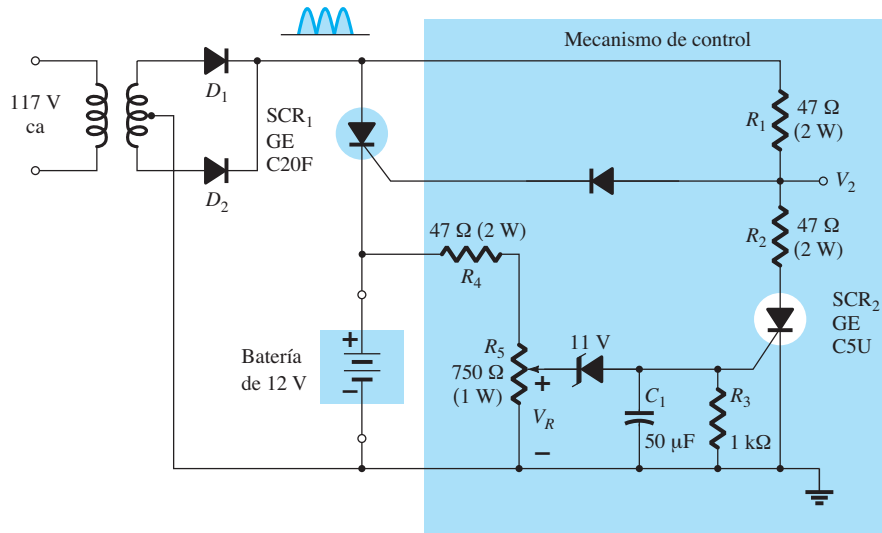 Mecanismo de control
117 V
ca
D1
D2
SCR1
GE
C20F
R1
47 Ω
(2 W)
V2
R2
47 Ω
(2 W)
47 Ω (2 W)
R4
SCR2
GE
C5U
+
−
Batería
de 12 V
R5
750 Ω
(1 W)
11 V
+
VR
−
C1
50 μF
R3
1 kΩ